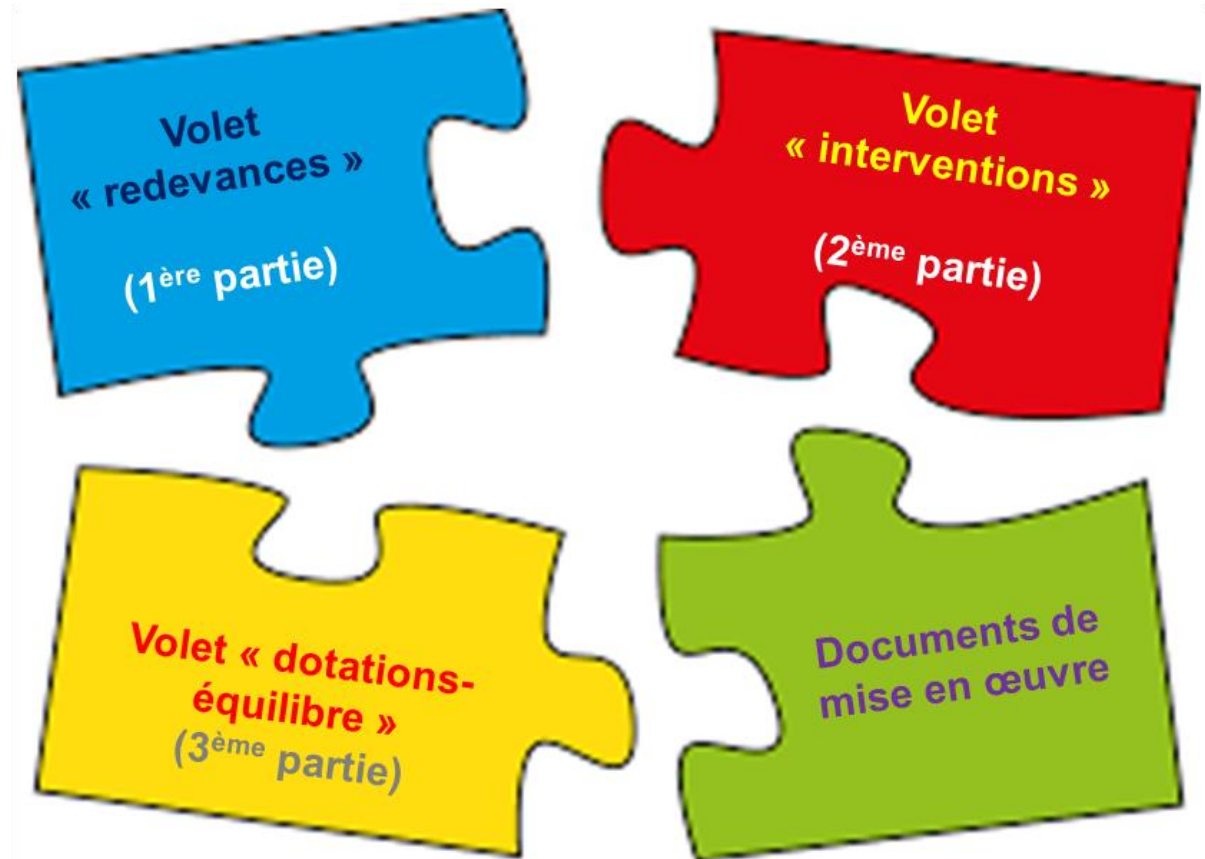 Volet
« redevances »
(1ère partie)
Volet
« interventions »
(2ème partie)
Volet « dotations-
équilibre »
(3ème partie)
Documents de
mise en œuvre